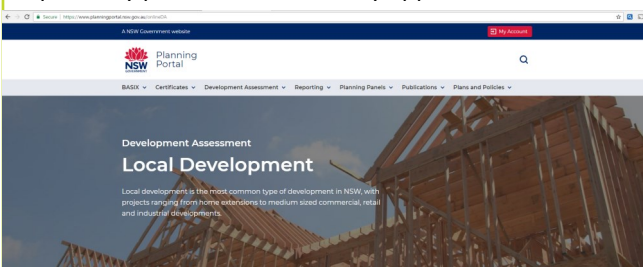 Secure https://www.planningportal.nsw.gov.au/onlineDA
A NSW Government website
My Account
NSW
GOVERNMENT
Planning
Portal
BASIX Certificates Development Assessment Reporting Planning Panels Publications Plans and Policies
Development Assessment
Local Development
Local development is the most common type of development in NSW, with
projects ranging from home extensions to medium sized commercial, retail
and industrial developments.